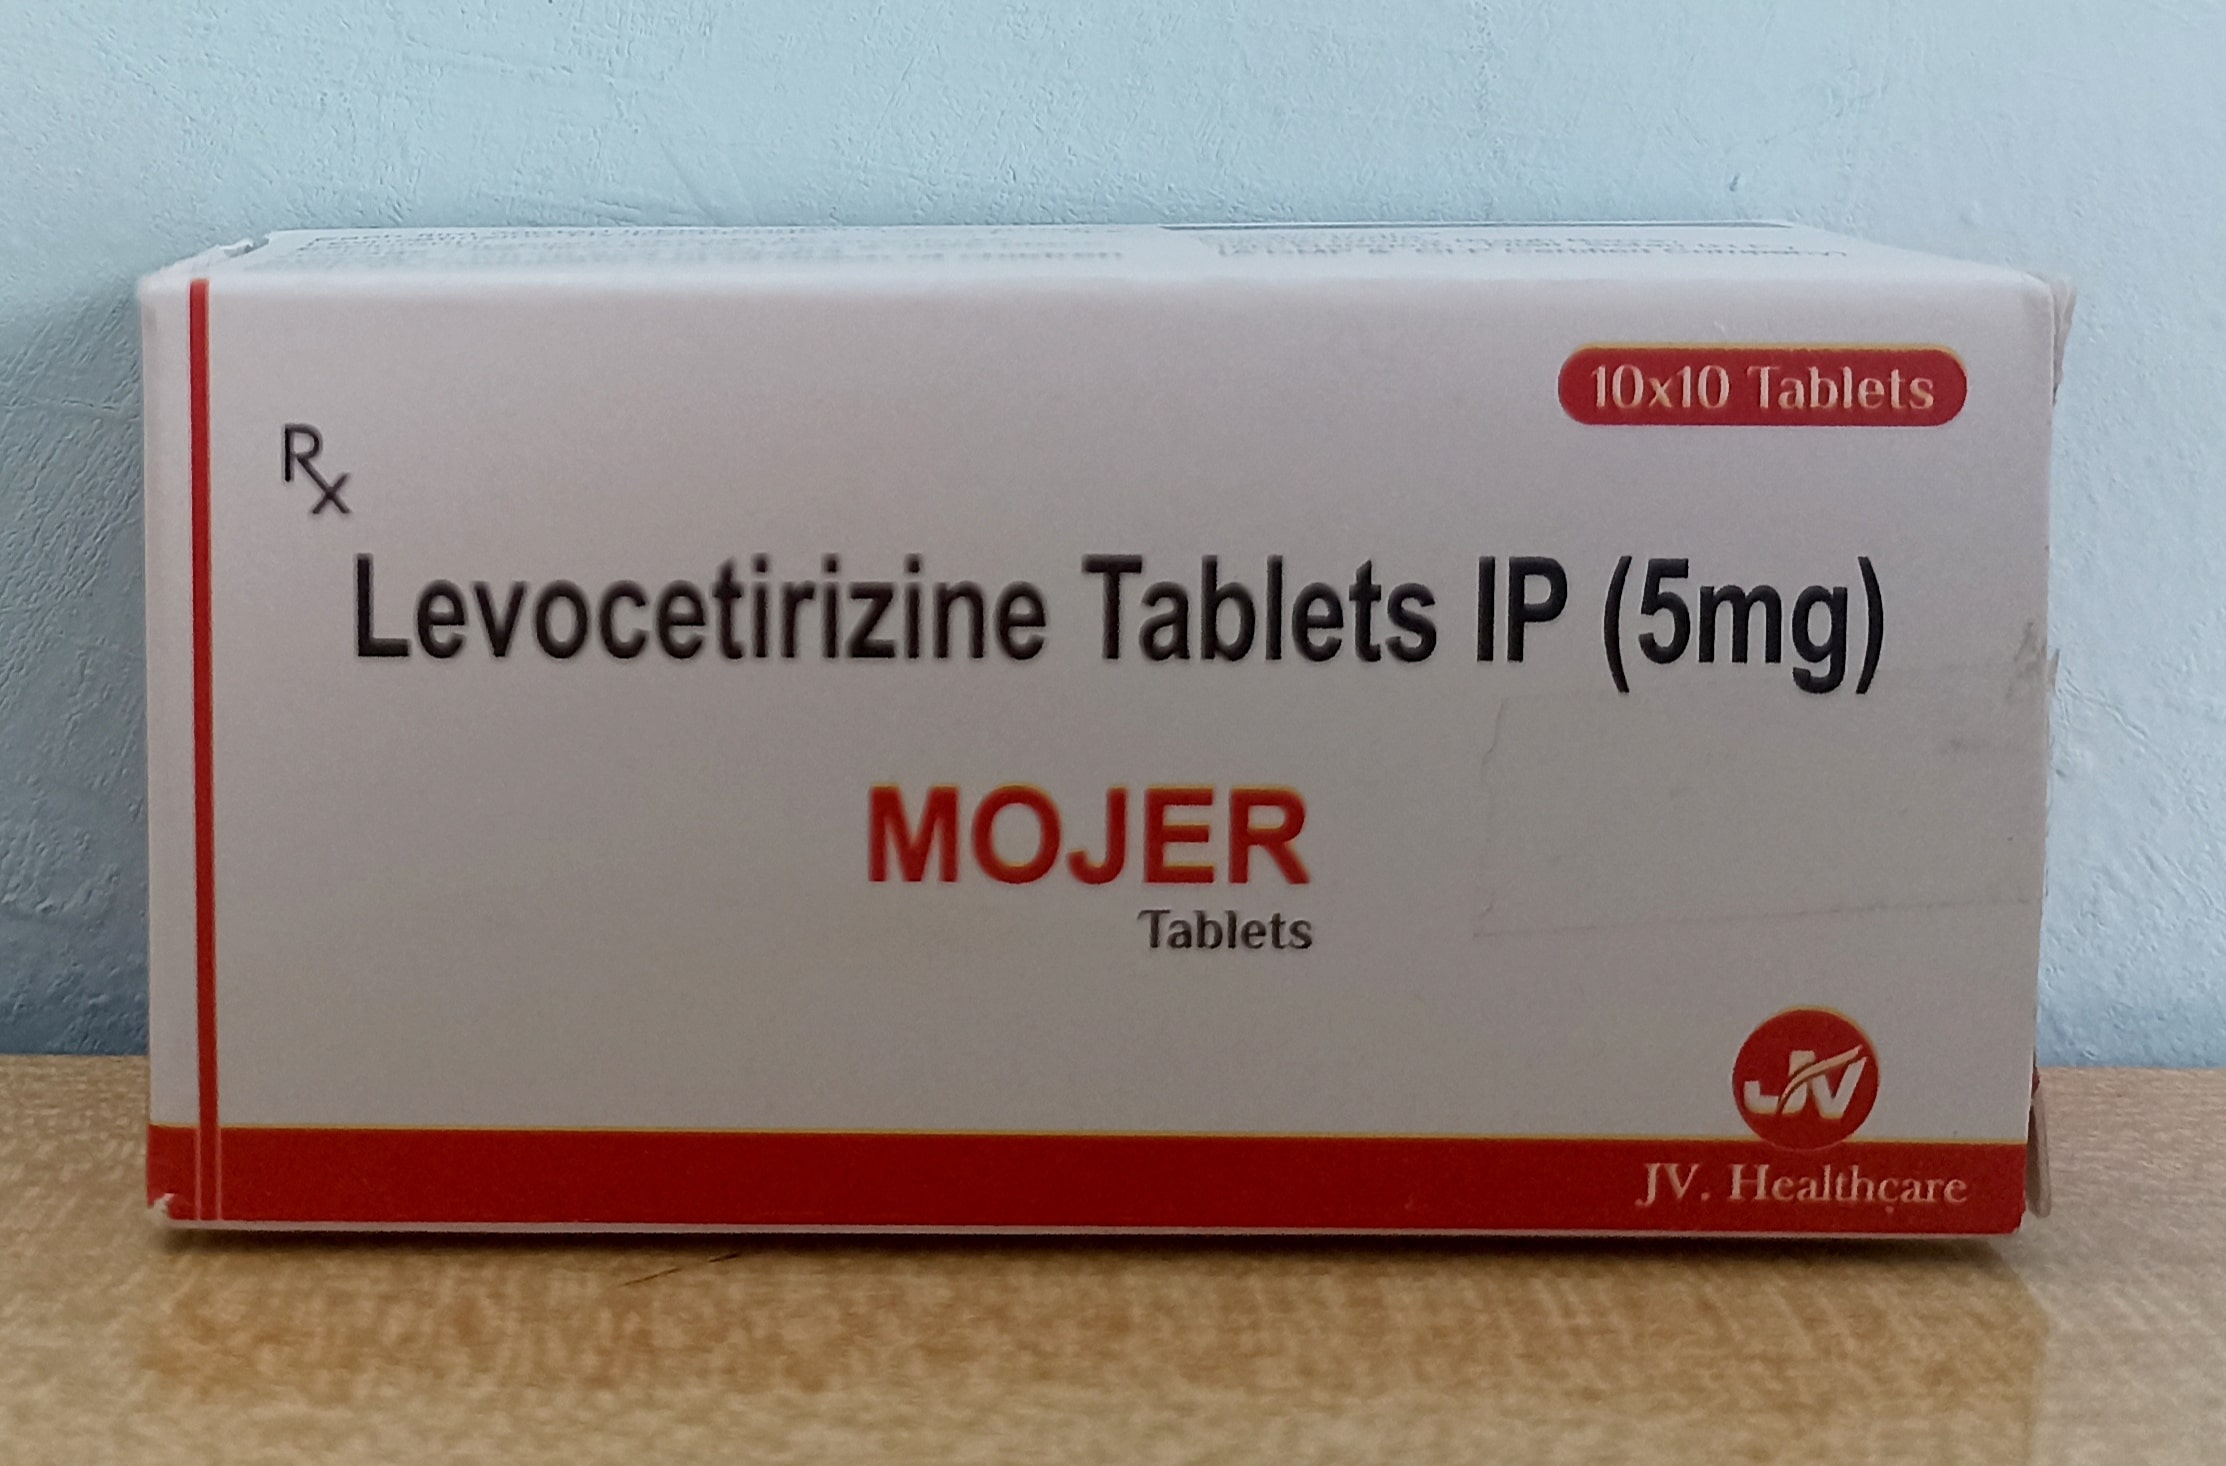 10x10 Tablets
Rx
Levocetirizine Tablets IP (5mg)
MOJER
Tablets
JV
JV. Healthcare